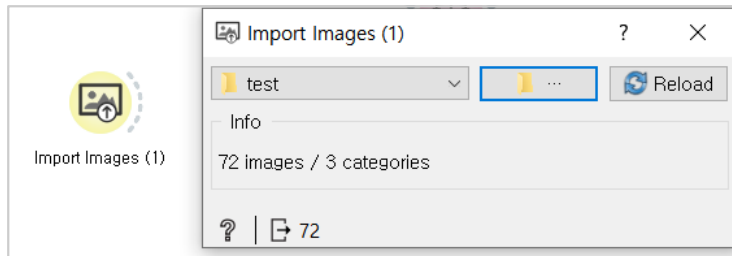 Import Images (1)
? ×
test
...
Reload
Info
Import Images (1)
72 images / 3 categories
? 72